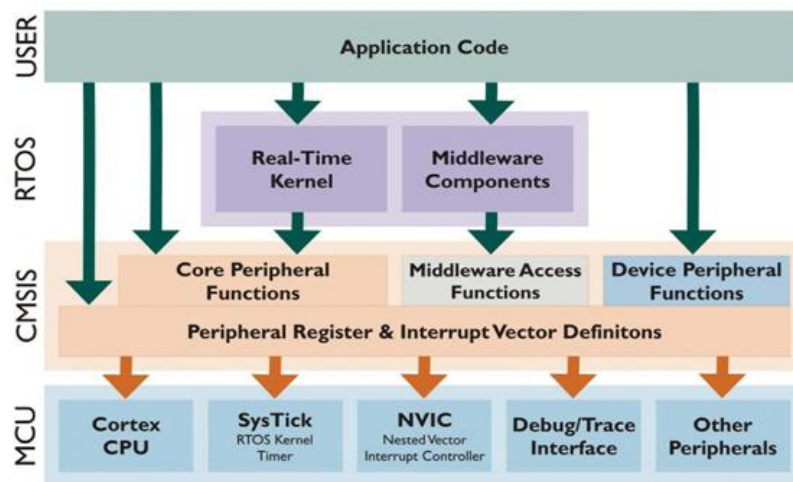 USER
Application Code
RTOS
Real-Time
Kernel
Middleware
Components
CMSIS
Core Peripheral
Functions
Middleware Access
Functions
Device Peripheral
Functions
Peripheral Register & Interrupt Vector Definitons
MCU
Cortex
CPU
SysTick
RTOS Kernel
Timer
NVIC
Nested Vector
Interrupt Controller
Debug/Trace
Interface
Other
Peripherals